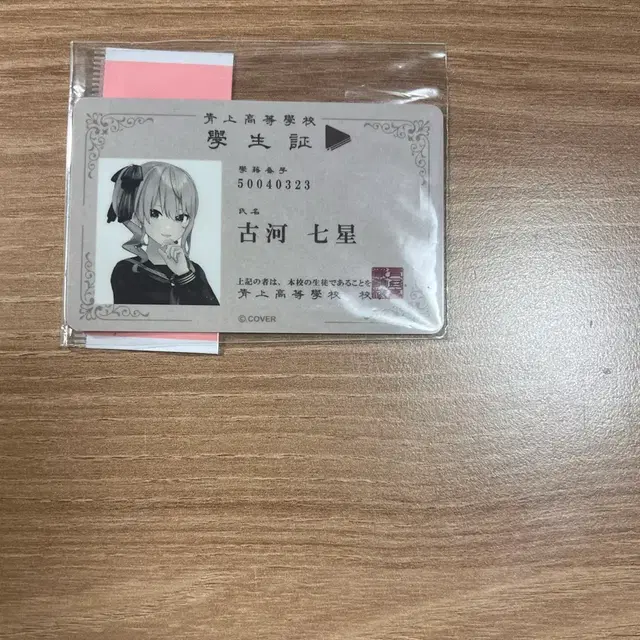 青上高等學校
學生証
學籍番号
50040323
氏名
古河 七星
上記の者は、本校の生徒であることを
青上高等學校 校
©COVER